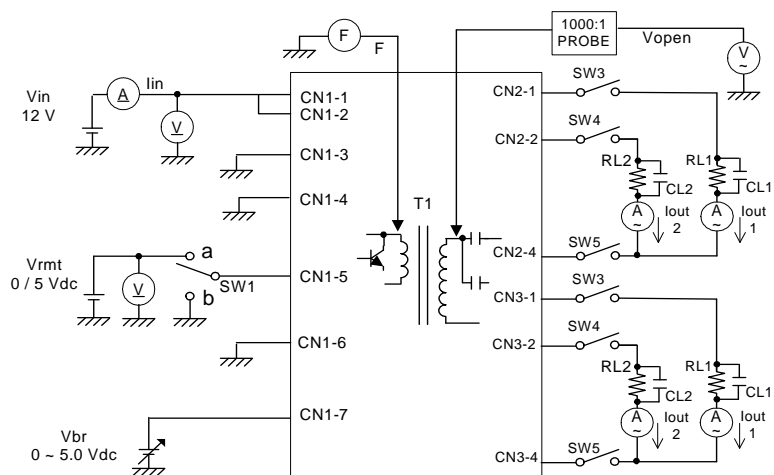 F
F
1000:1
PROBE
Vopen
V
~
Vin
12 V
A
Iin
V
CN1-1
CN1-2
CN1-3
CN1-4
CN1-5
CN1-6
CN1-7
Vrmt
0 / 5 Vdc
V
a
b
SW1
Vbr
0 ~ 5.0 Vdc
T1
CN2-1
SW3
CN2-2
SW4
RL2
CL2
RL1
CL1
A
~
Iout
2
A
~
Iout
1
CN2-4
SW5
CN3-1
SW3
CN3-2
SW4
RL2
CL2
RL1
CL1
A
~
Iout
2
A
~
Iout
1
CN3-4
SW5